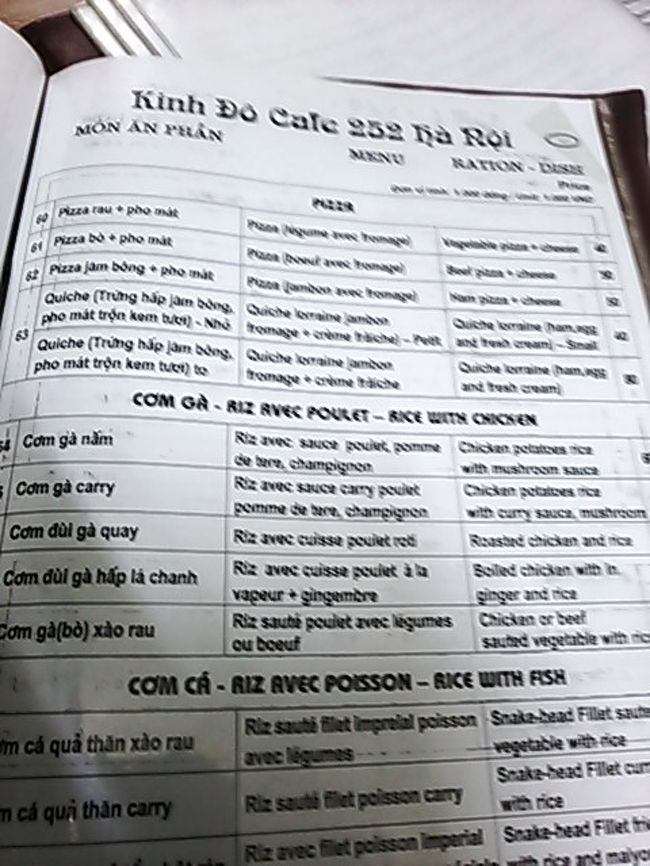 Kinh Đô Cafe 252 Hà Nội
MÓN ĂN PHẦN MENU RATION - DISH
Price
PIZZA
60 Pizza rau + pho mát Pizza (légume avec fromage) Vegetable pizza + cheese
61 Pizza bò + pho mát Pizza (boeuf avec fromage) Beef pizza + cheese
62 Pizza jăm bông + pho mát Pizza (jambon avec fromage) Ham pizza + cheese
63 Quiche (Trứng hấp jàm bông, Quiche lorraine jambon Quiche lorraine (ham,egg
pho mát trộn kem tươi) - Nhỏ fromage + crème fraîche) – Petit and fresh cream) – Small
Quiche (Trứng hấp jàm bông, Quiche lorraine jambon Quiche lorraine (ham,egg
pho mát trộn kem tươi) to fromage + crème fraîche and fresh cream)
CƠM GÀ - RIZ AVEC POULET – RICE WITH CHICKEN
Cơm gà nấm Riz avec sauce poulet, pomme Chicken potatoes rice
de tere, champignon with mushroom sauce
Cơm gà carry Riz avec sauce carry poulet Chicken potatoes rice
pomme de tere, champignon with curry sauce, mushroom
Cơm đùi gà quay Riz avec cuisse poulet roti Roasted chicken and rice
Cơm đùi gà hấp lá chanh Riz avec cuisse poulet à la Boiled chicken with in.
vapeur + gingembre ginger and rice
Cơm gà(bò) xào rau Riz sauté poulet avec légumes Chicken or beef
ou boeuf sauted vegetable with
CƠM CÁ - RIZ AVEC POISSON – RICE WITH FISH
cá quả thăn xào rau Riz sauté fillet impreial poisson Snake-head Fillet
avec légumes vegetable with rice
cá quả thăn carry Riz sauté fillet poisson carry Snake-head Fillet
with rice
Riz avec fillet poisson imperial Snake-head Fillet
with rice and